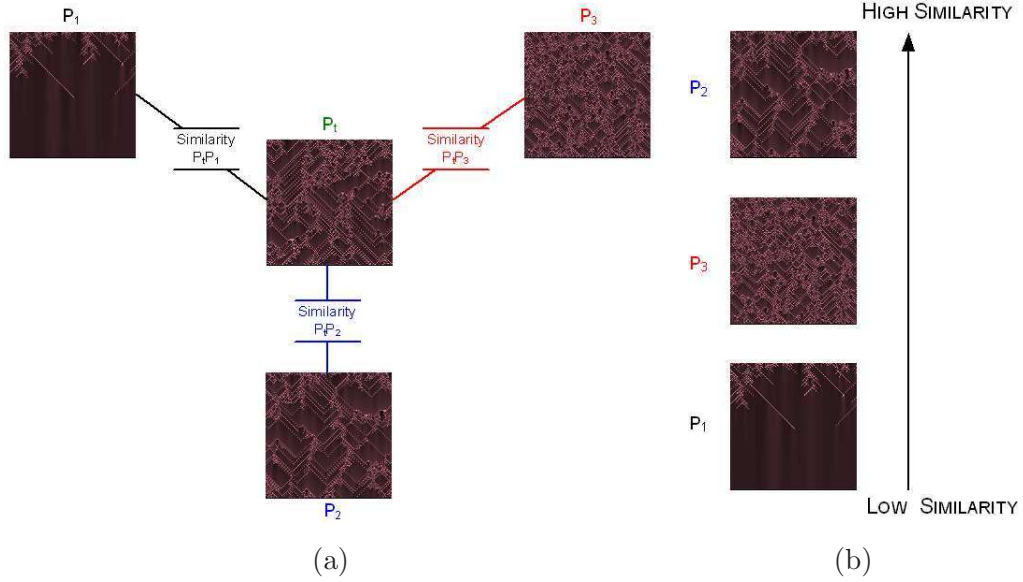 P1
P3
HIGH SIMILARITY
P2
Pt
Similarity
PtP1
Similarity
PtP3
P3
Similarity
PtP2
P1
P2
LOW SIMILARITY
(a)
(b)